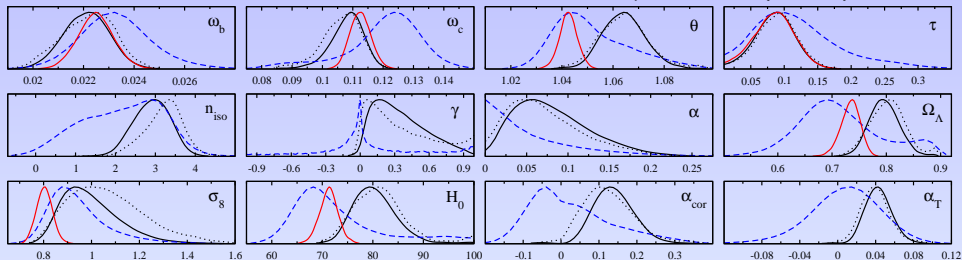 ω_b ω_c θ τ
0.02 0.022 0.024 0.026 0.08 0.09 0.1 0.11 0.12 0.13 0.14 1.02 1.04 1.06 1.08 0.05 0.1 0.15 0.2 0.25 0.3
n_iso γ α Ω_Λ
0 1 2 3 4 -0.9 -0.6 -0.3 0 0.3 0.6 0.9 0 0.05 0.1 0.15 0.2 0.25 0.6 0.7 0.8 0.9
σ_8 H_0 α_cor α_T
0.8 1 1.2 1.4 1.6 60 70 80 90 100 -0.1 0 0.1 0.2 0.3 0.4 -0.08 -0.04 0 0.04 0.08 0.12